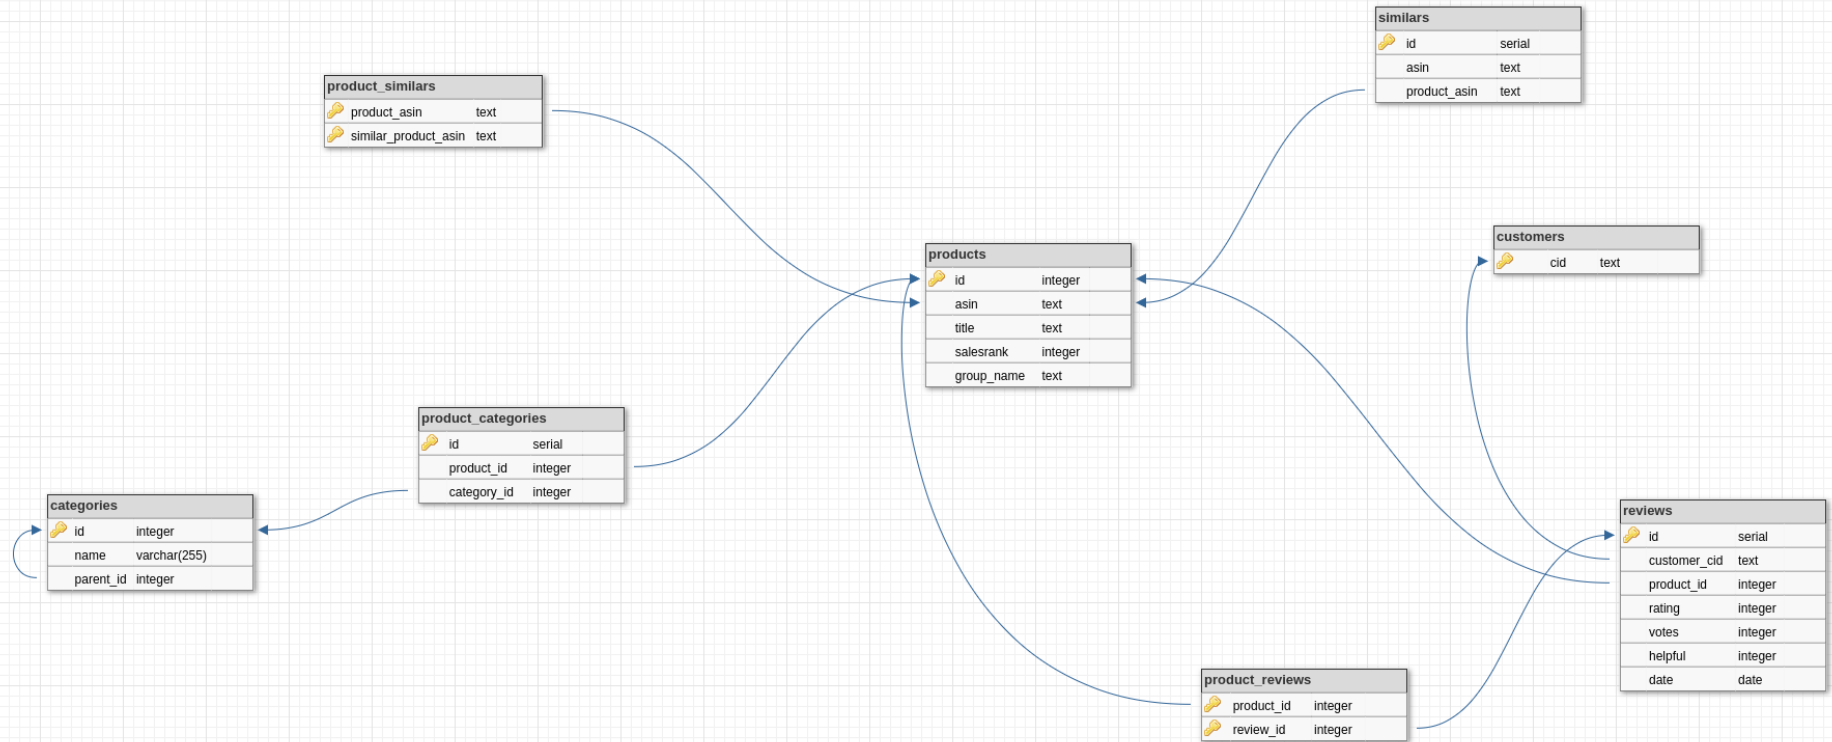 similars
id serial
asin text
product_asin text
product_similars
product_asin text
similar_product_asin text
customers
cid text
products
id integer
asin text
title text
salesrank integer
group_name text
product_categories
id serial
product_id integer
category_id integer
categories
id integer
name varchar(255)
parent_id integer
reviews
id serial
customer_cid text
product_id integer
rating integer
votes integer
helpful integer
date date
product_reviews
product_id integer
review_id integer